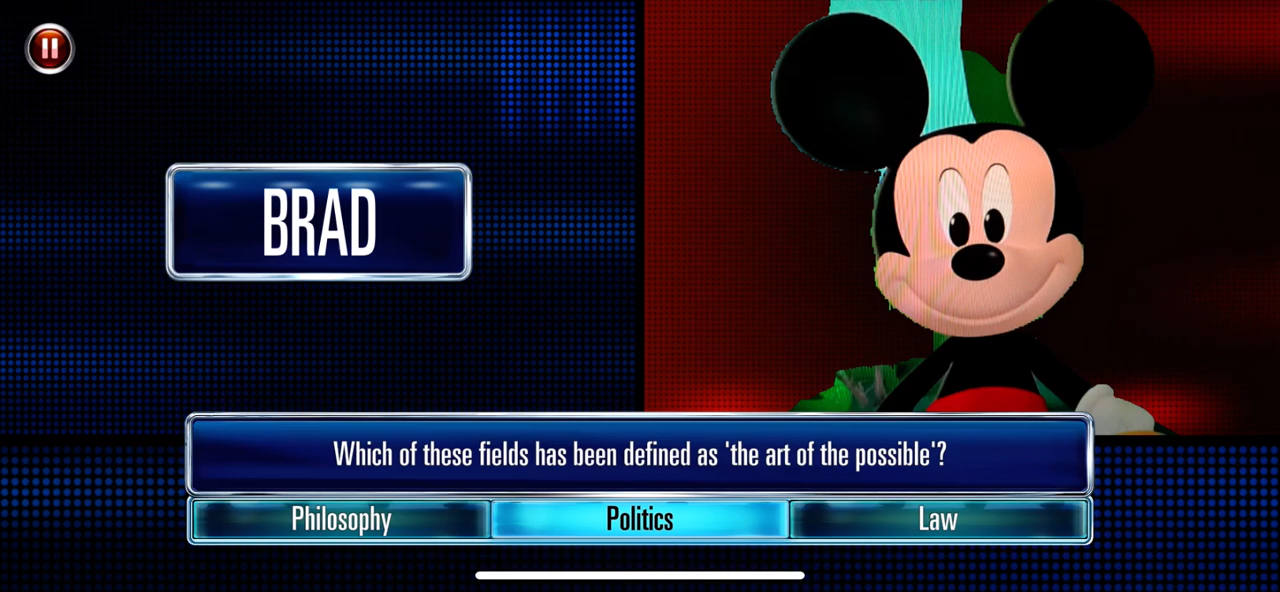 BRAD
Which of these fields has been defined as 'the art of the possible'?
Philosophy
Politics
Law